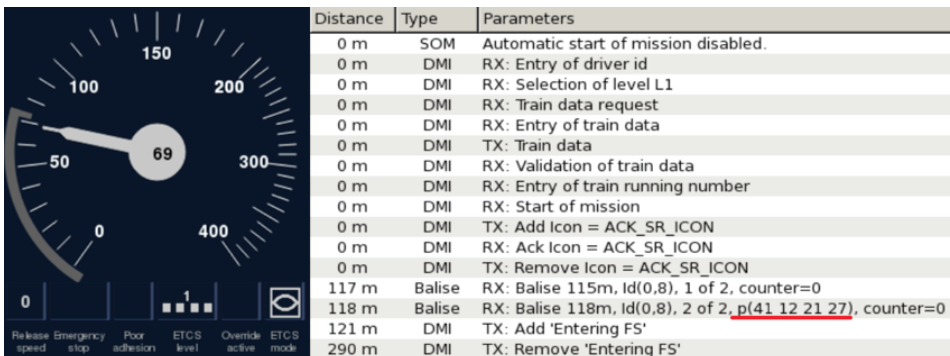 150
100
200
50
69
300
0
400
0
1
Release speed
Emergency stop
Poor adhesion
ETCS level
Override active
ETCS mode
Distance Type Parameters
0 m SOM Automatic start of mission disabled.
0 m DMI RX: Entry of driver id
0 m DMI RX: Selection of level L1
0 m DMI RX: Train data request
0 m DMI RX: Entry of train data
0 m DMI TX: Train data
0 m DMI RX: Validation of train data
0 m DMI RX: Entry of train running number
0 m DMI RX: Start of mission
0 m DMI TX: Add Icon = ACK_SR_ICON
0 m DMI RX: Ack Icon = ACK_SR_ICON
0 m DMI TX: Remove Icon = ACK_SR_ICON
117 m Balise RX: Balise 115m, Id(0,8), 1 of 2, counter=0
118 m Balise RX: Balise 118m, Id(0,8), 2 of 2, p(41 12 21 27), counter=0
121 m DMI TX: Add 'Entering FS'
290 m DMI TX: Remove 'Entering FS'